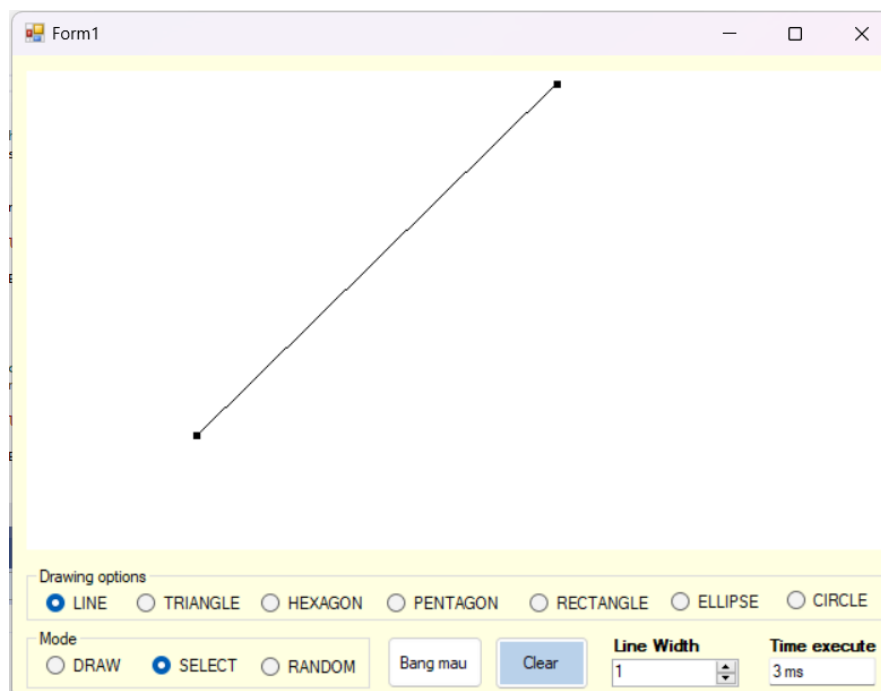 Form1
Drawing options
LINE TRIANGLE HEXAGON PENTAGON RECTANGLE ELLIPSE CIRCLE
Mode
DRAW SELECT RANDOM
Bang mau
Clear
Line Width
1
Time execute
3 ms